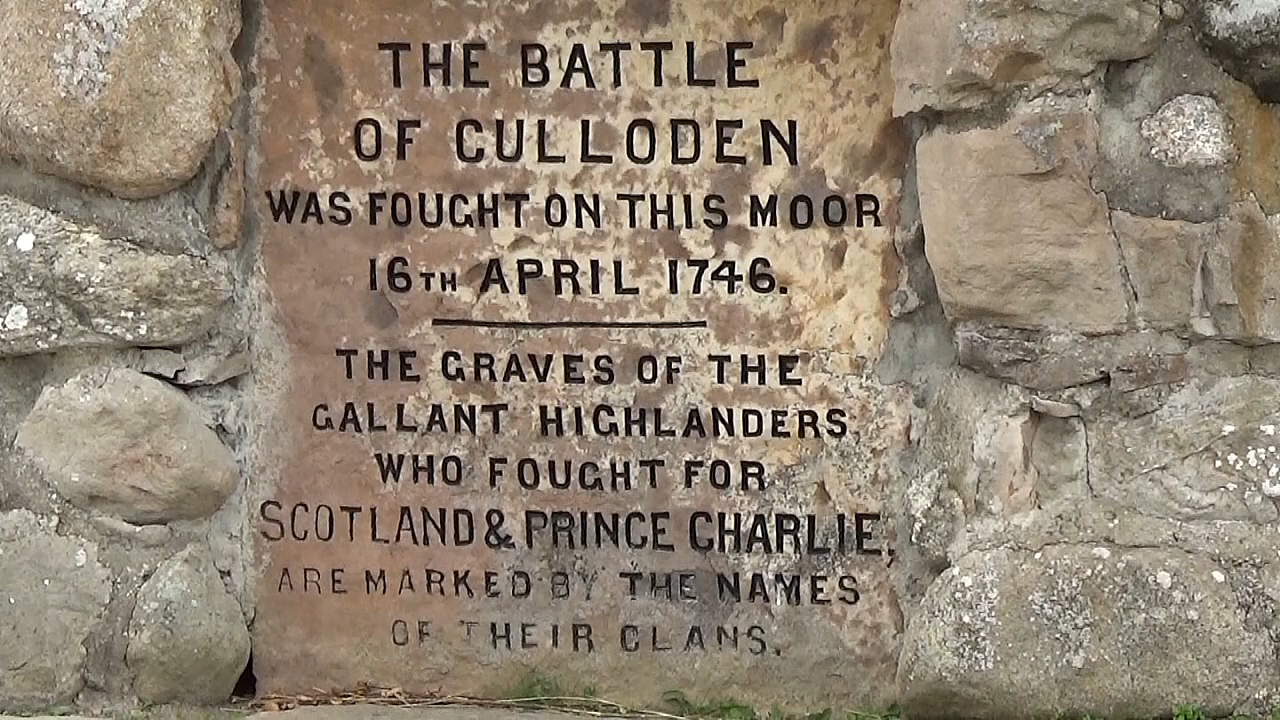 THE BATTLE
OF CULLODEN
WAS FOUGHT ON THIS MOOR
16TH APRIL 1746.
THE GRAVES OF THE
GALLANT HIGHLANDERS
WHO FOUGHT FOR
SCOTLAND & PRINCE CHARLIE,
ARE MARKED BY THE NAMES
OF THEIR CLANS.